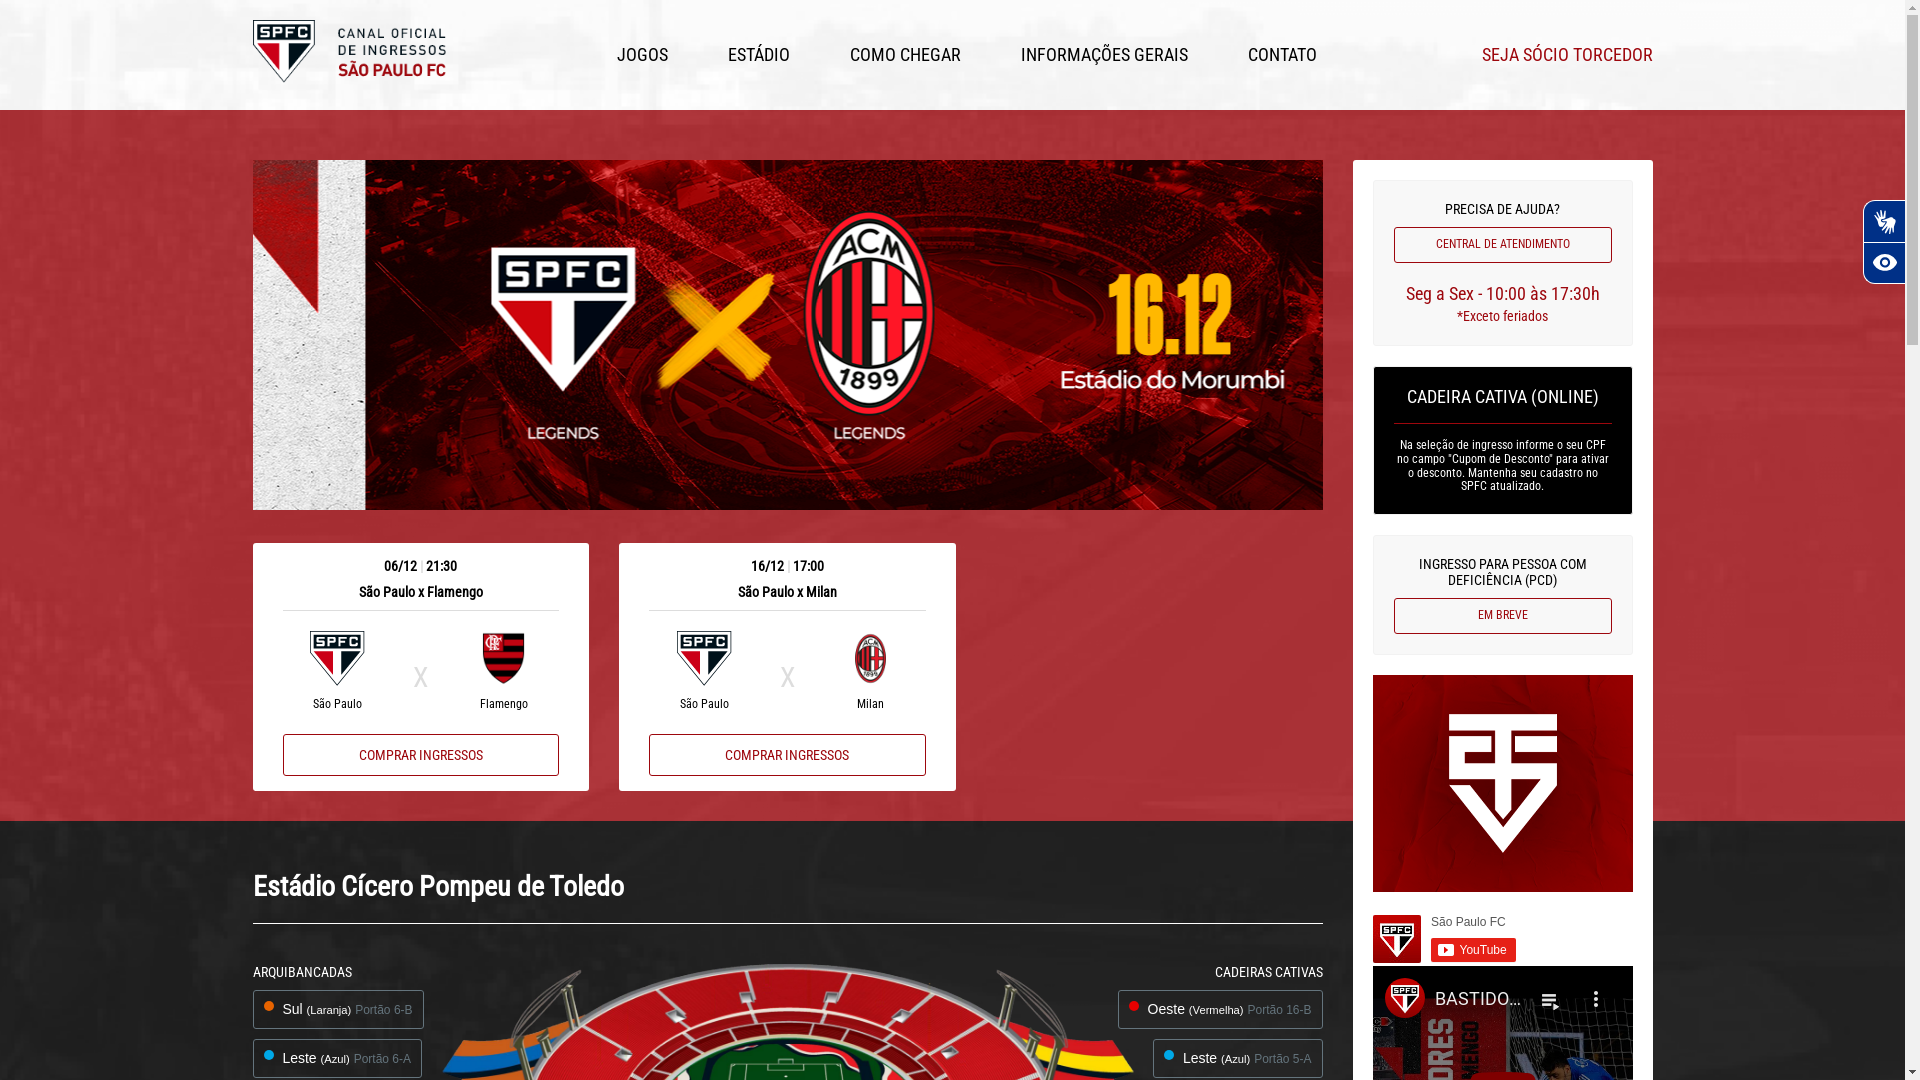 SPFC
CANAL OFICIAL
DE INGRESSOS
SÃO PAULO FC
JOGOS
ESTÁDIO
COMO CHEGAR
INFORMAÇÕES GERAIS
CONTATO
SEJA SÓCIO TORCEDOR
SPFC
LEGENDS
ACM
1899
LEGENDS
16.12
Estádio do Morumbi
06/12 | 21:30
São Paulo x Flamengo
SPFC
São Paulo
X
Flamengo
COMPRAR INGRESSOS
16/12 | 17:00
São Paulo x Milan
SPFC
São Paulo
X
ACM
1899
Milan
COMPRAR INGRESSOS
PRECISA DE AJUDA?
CENTRAL DE ATENDIMENTO
Seg a Sex - 10:00 às 17:30h
*Exceto feriados
CADEIRA CATIVA (ONLINE)
Na seleção de ingresso informe o seu CPF
no campo "Cupom de Desconto" para ativar
o desconto. Mantenha seu cadastro no
SPFC atualizado.
INGRESSO PARA PESSOA COM
DEFICIÊNCIA (PCD)
EM BREVE
SPFC
São Paulo FC
YouTube
SPFC
BASTIDO...
Estádio Cícero Pompeu de Toledo
ARQUIBANCADAS
Sul (Laranja) Portão 6-B
Leste (Azul) Portão 6-A
CADEIRAS CATIVAS
Oeste (Vermelha) Portão 16-B
Leste (Azul) Portão 5-A